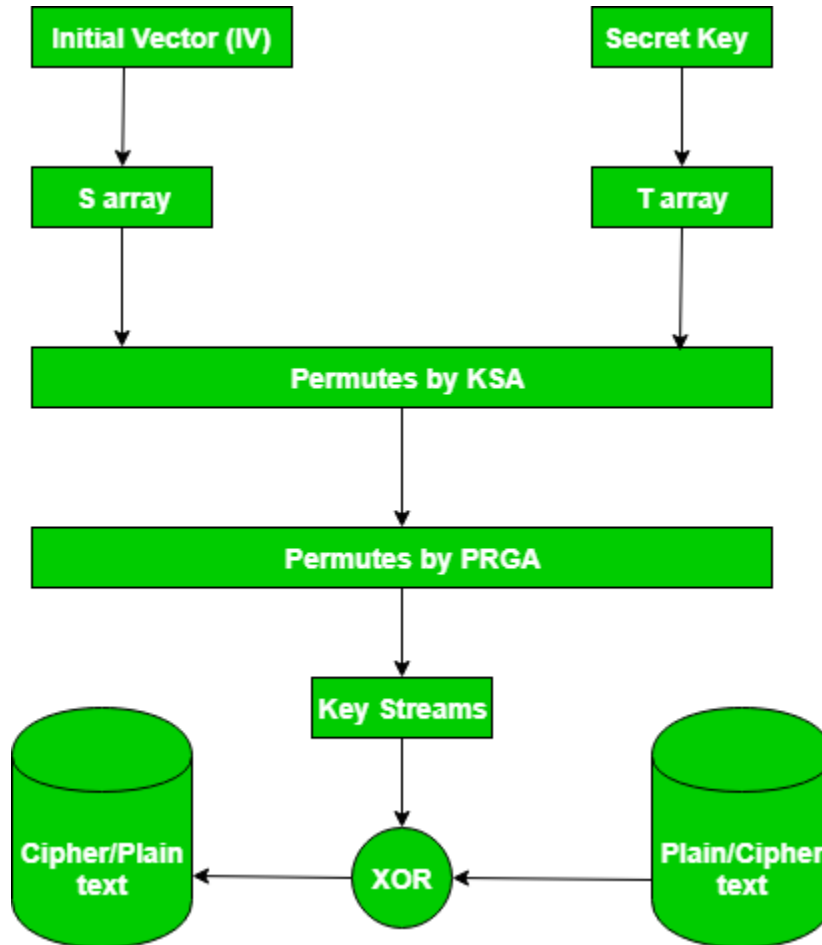 Initial Vector (IV)
Secret Key
S array
T array
Permutes by KSA
Permutes by PRGA
Key Streams
Cipher/Plain
text
XOR
Plain/Cipher
text